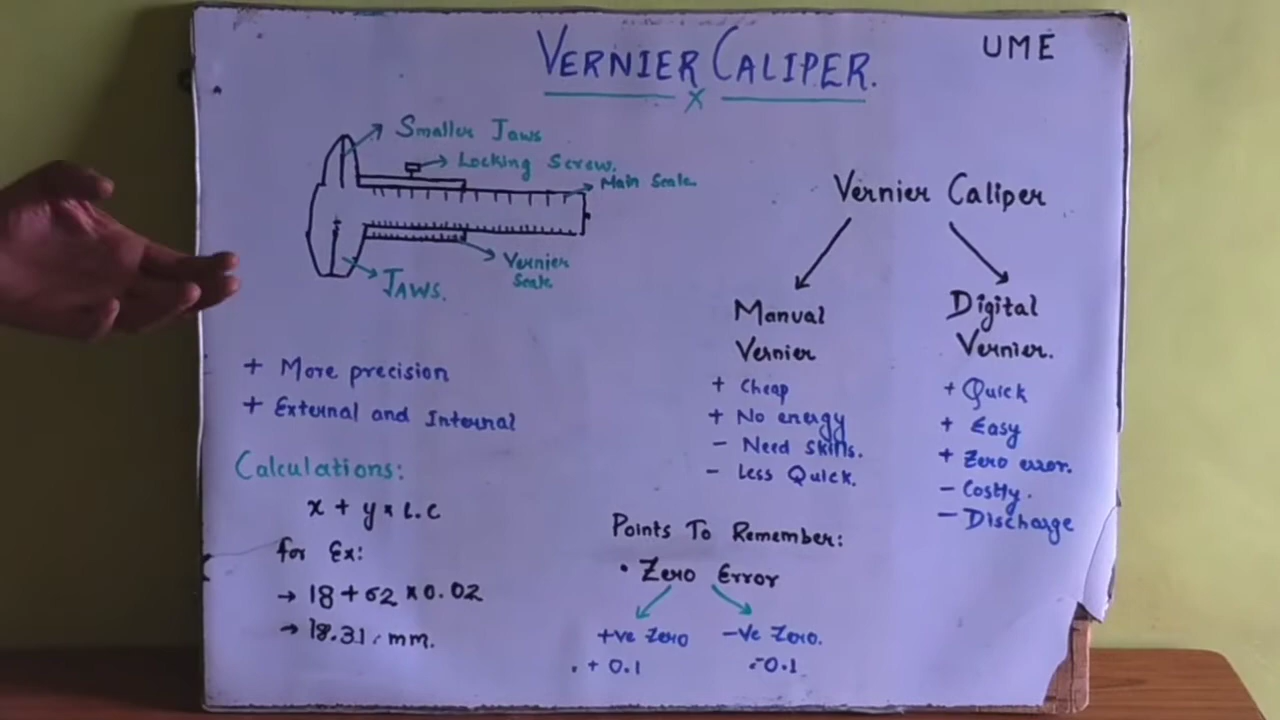 VERNIER CALIPER.
x
UME
Smaller Jaws
Locking Screw.
Main Scale
Vernier
Scale
JAWS.
+ More precision
+ External and Internal
Calculations:
x + y × L.C
for Ex:
→ 18 + 62 × 0.02
→ 18.31 mm.
Vernier Caliper
Manual
Vernier
+ Cheap
+ No energy
- Need Skills.
- Less Quick.
Digital
Vernier.
+ Quick
+ Easy
+ Zero error.
- Costly.
- Discharge
Points To Remember:
• Zero Error
+ve Zero
+ 0.1
-ve Zero.
-0.1